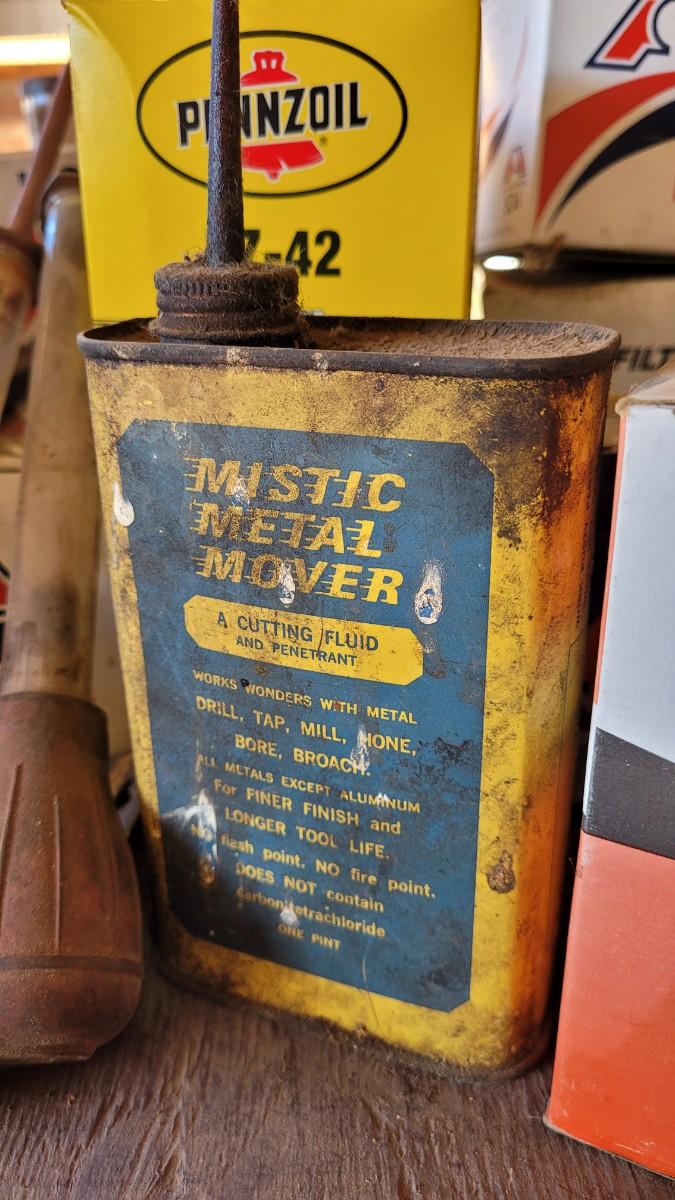 PENNZOIL
-42
FILT
MISTIC
METAL
MOVER
A CUTTING FLUID
AND PENETRANT
WORKS WONDERS WITH METAL
DRILL, TAP, MILL, HONE,
BORE, BROACH.
ALL METALS EXCEPT ALUMINUM
For FINER FINISH and
LONGER TOOL LIFE.
NO flash point. NO fire point.
DOES NOT contain
carbontetrachloride
ONE PINT